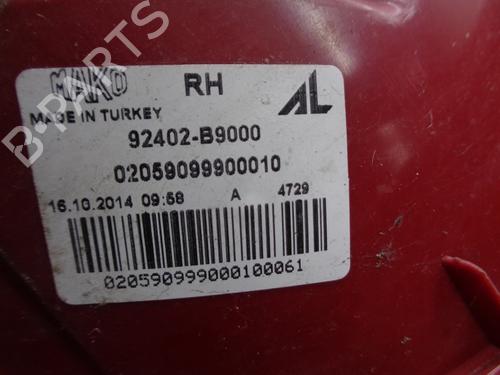 B-PARTS
MAKO RH AL
MADE IN TURKEY
92402-B9000
02059099900010
16.10.2014 09:58 A 4729
020590999000100061